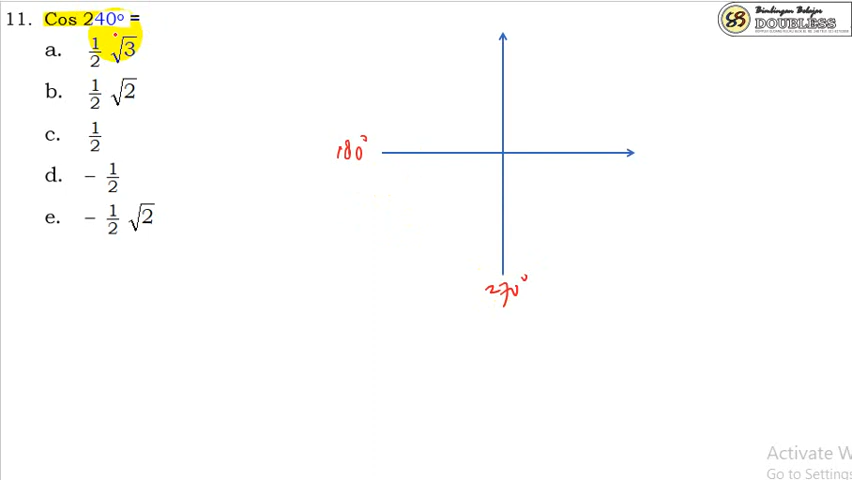 11. Cos 240° =
a. 1/2 √3
b. 1/2 √2
c. 1/2
d. – 1/2
e. – 1/2 √2
180°
270°
Bimbingan Belajar
DOUBLESS
Activate W
Go to Settings